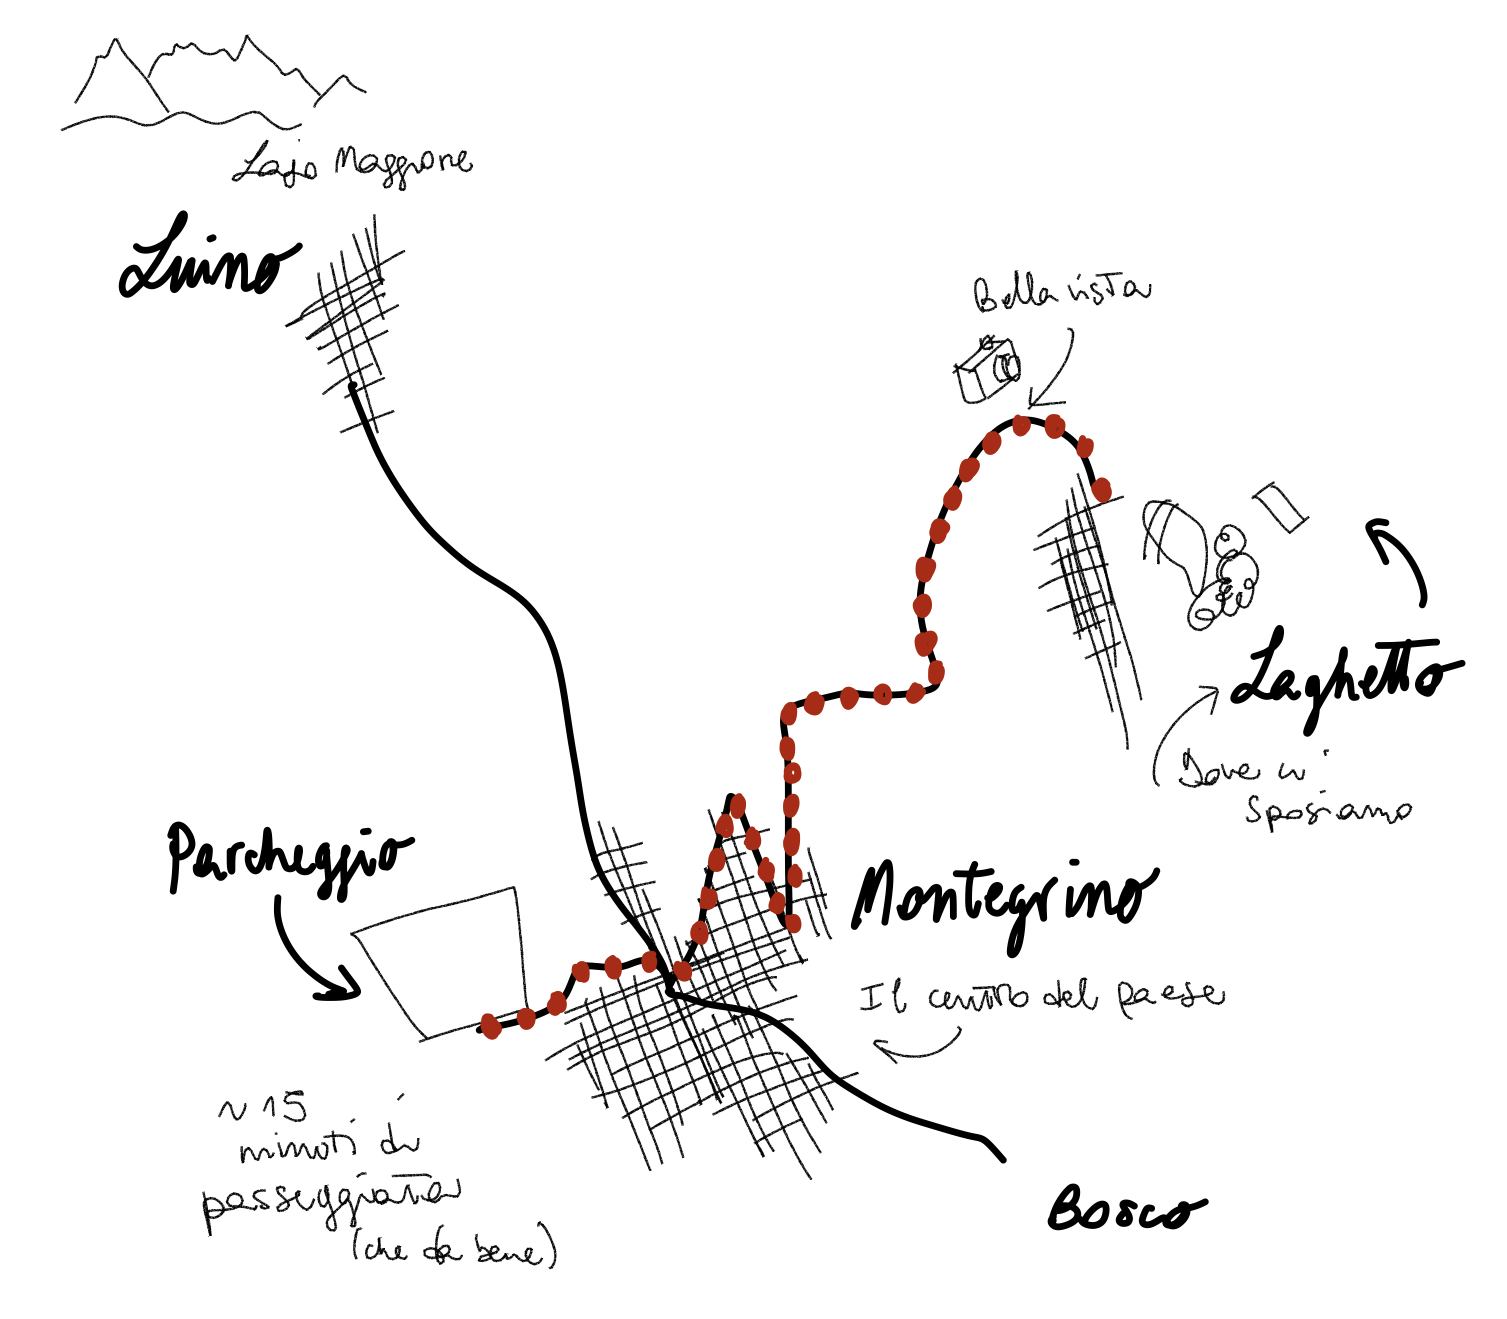 Lago Maggiore
Luino
Bella vista
Laghetto
Dove ci
sposiamo
Parcheggio
Montegrino
Il centro del paese
~ 15
minuti di
passeggiata
(che fa bene)
Bosco